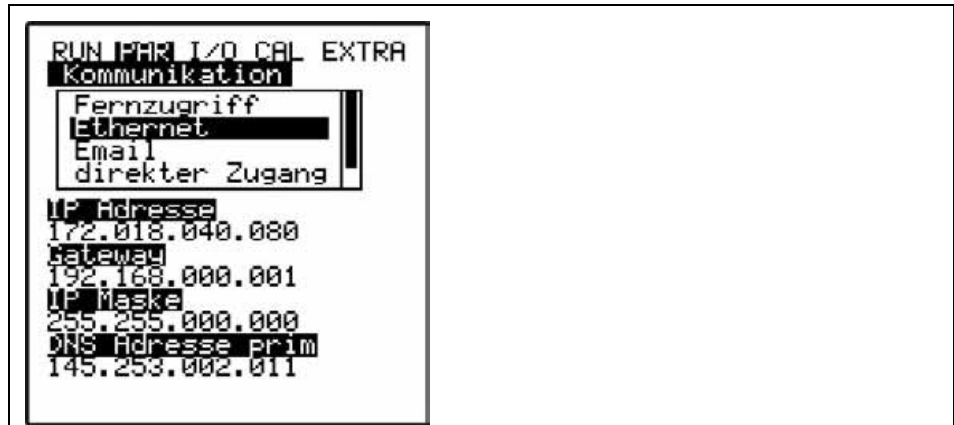 RUN PAR I/O CAL EXTRA
Kommunikation
Fernzugriff
Ethernet
Email
direkter Zugang
IP Adresse
172.018.040.080
Gateway
192.168.000.001
IP Maske
255.255.000.000
DNS Adresse prim
145.253.002.011